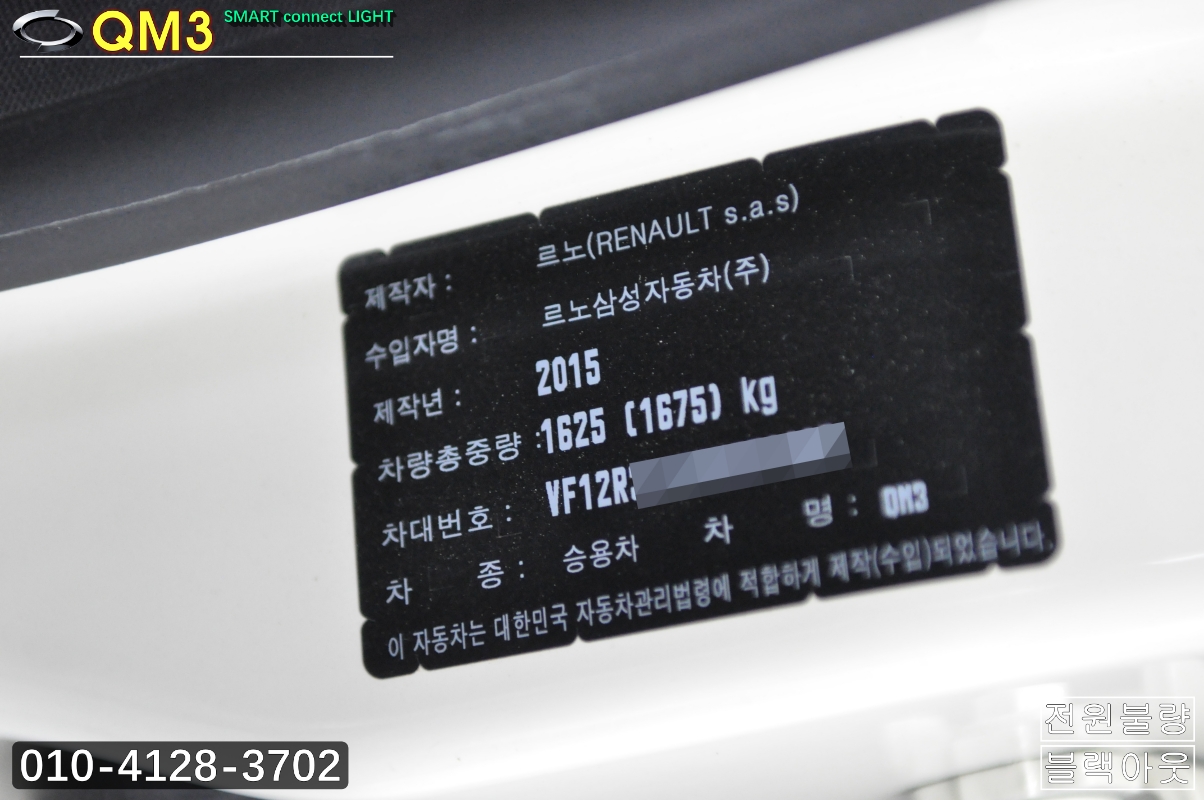 QM3 SMART connect LIGHT
제작자 : 르노(RENAULT s.a.s)
수입자명 : 르노삼성자동차(주)
제작년 : 2015
차량총중량 : 1625 (1675) kg
차대번호 : VF12R
차 종 : 승용차 차 명 : QM3
이 자동차는 대한민국 자동차관리법령에 적합하게 제작(수입)되었습니다.
010-4128-3702
전원불량
블랙아웃